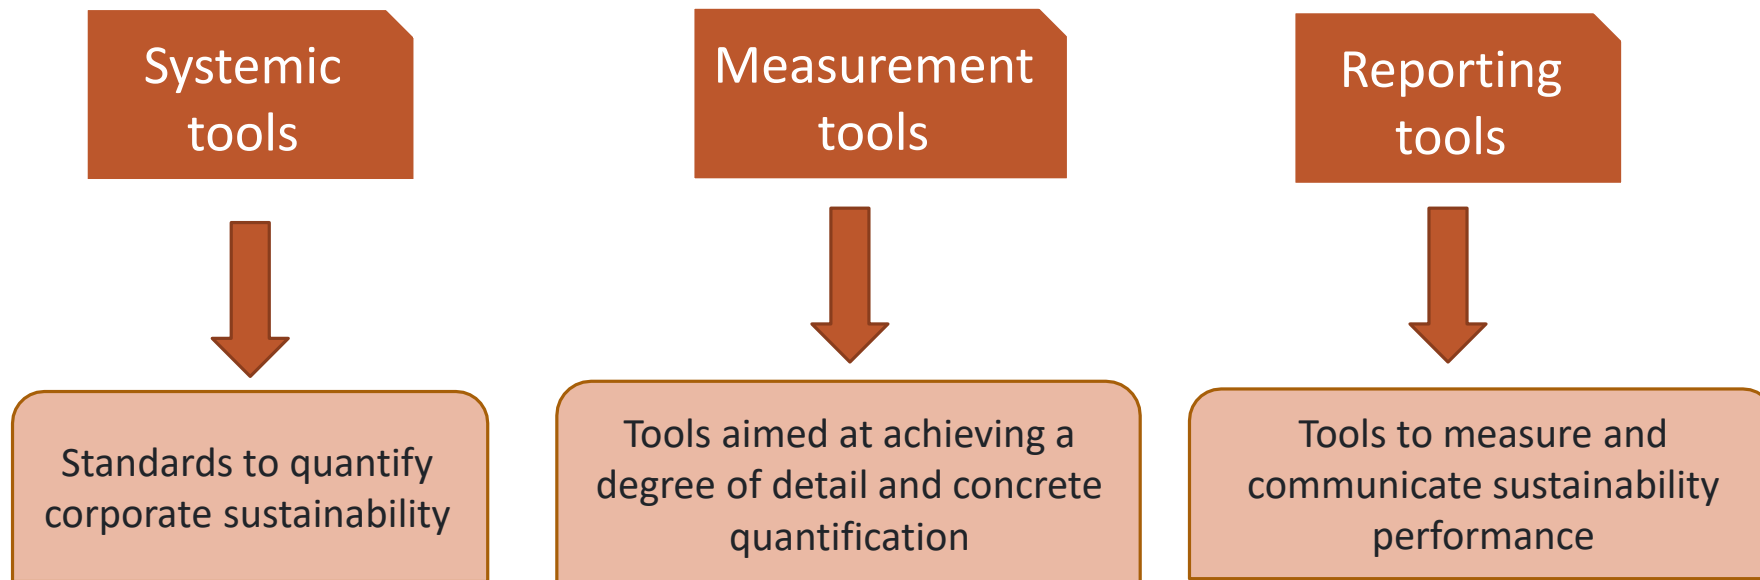 Systemic
tools
Measurement
tools
Reporting
tools
Standards to quantify
corporate sustainability
Tools aimed at achieving a
degree of detail and concrete
quantification
Tools to measure and
communicate sustainability
performance